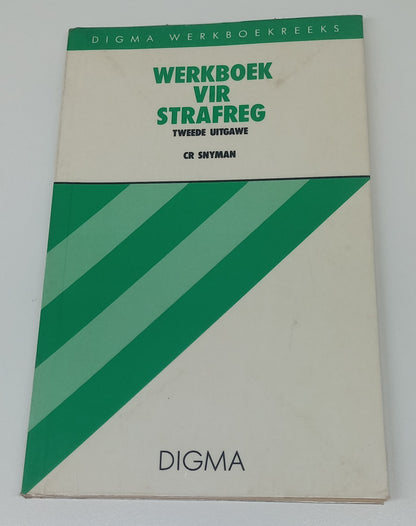 DIGMA WERKBOEKREEKS
WERKBOEK
VIR
STRAFREG
TWEEDE UITGAWE
CR SNYMAN
DIGMA